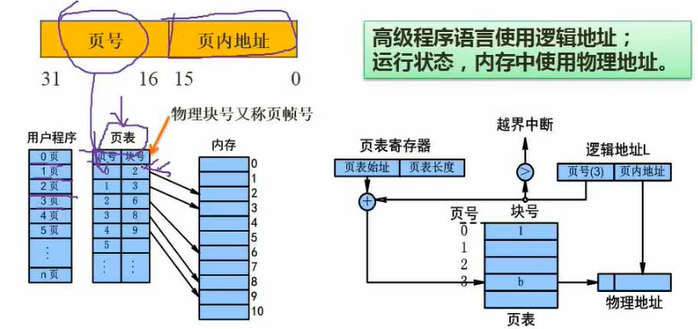 页号 页内地址
31 16 15 0
高级程序语言使用逻辑地址；
运行状态，内存中使用物理地址。
物理块号又称页帧号
用户程序
0页
1页
2页
3页
4页
5页
⋮
n页
页表
页号 块号
2
1 3
2 6
3 8
4 9
5
⋮ ⋮
内存
0
1
2
3
4
5
6
7
8
9
10
越界中断
页表寄存器
页表始址 页表长度
>
逻辑地址L
页号(3) 页内地址
+
页号 块号
0 1
1
2
3 b
页表
物理地址